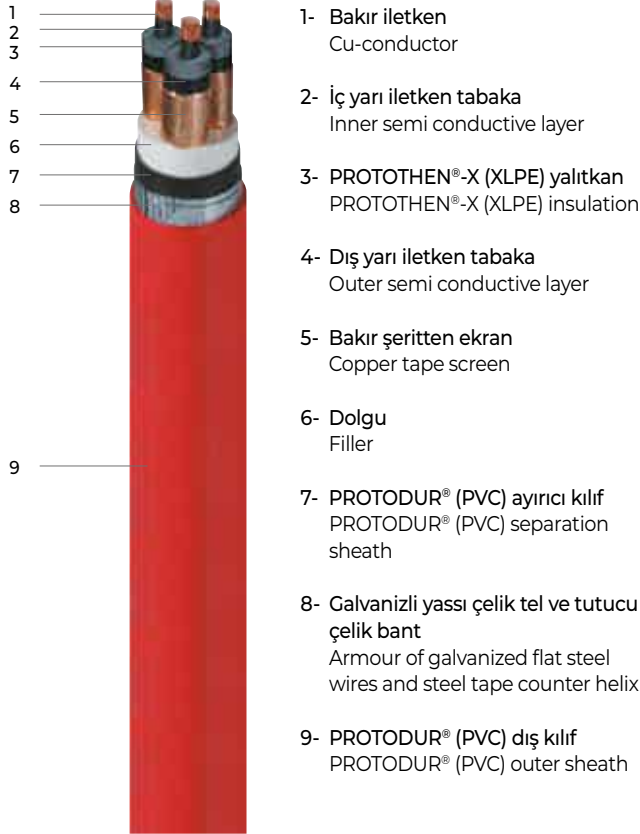 1
2
3
4
5
6
7
8
9
1- Bakır iletken
Cu-conductor
2- İç yarı iletken tabaka
Inner semi conductive layer
3- PROTOTHEN®-X (XLPE) yalıtkan
PROTOTHEN®-X (XLPE) insulation
4- Dış yarı iletken tabaka
Outer semi conductive layer
5- Bakır şeritten ekran
Copper tape screen
6- Dolgu
Filler
7- PROTODUR® (PVC) ayırıcı kılıf
PROTODUR® (PVC) separation
sheath
8- Galvanizli yassı çelik tel ve tutucu
çelik bant
Armour of galvanized flat steel
wires and steel tape counter helix
9- PROTODUR® (PVC) dış kılıf
PROTODUR® (PVC) outer sheath